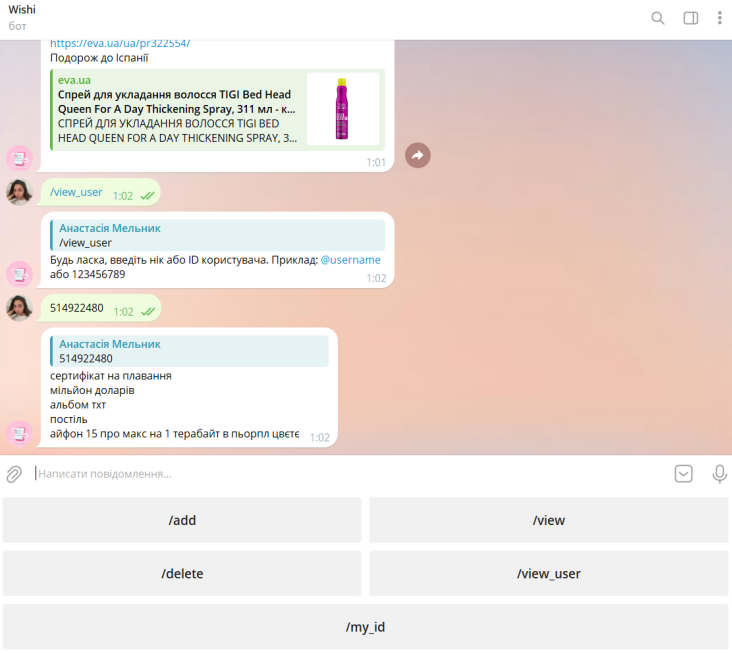 Wishi
бот
https://eva.ua/ua/pr322554/
Подорож до Іспанії
eva.ua
Спрей для укладання волосся TIGI Bed Head
Queen For A Day Thickening Spray, 311 мл - к...
СПРЕЙ ДЛЯ УКЛАДАННЯ ВОЛОССЯ TIGI BED
HEAD QUEEN FOR A DAY THICKENING SPRAY, 3...
1:01
/view_user 1:02
Анастасія Мельник
/view_user
Будь ласка, введіть нік або ID користувача. Приклад: @username
або 123456789
1:02
514922480 1:02
Анастасія Мельник
514922480
сертифікат на плавання
мільйон доларів
альбом тхт
постіль
айфон 15 про макс на 1 терабайт в пьорпл цвєтє 1:02
Написати повідомлення...
/add
/view
/delete
/view_user
/my_id